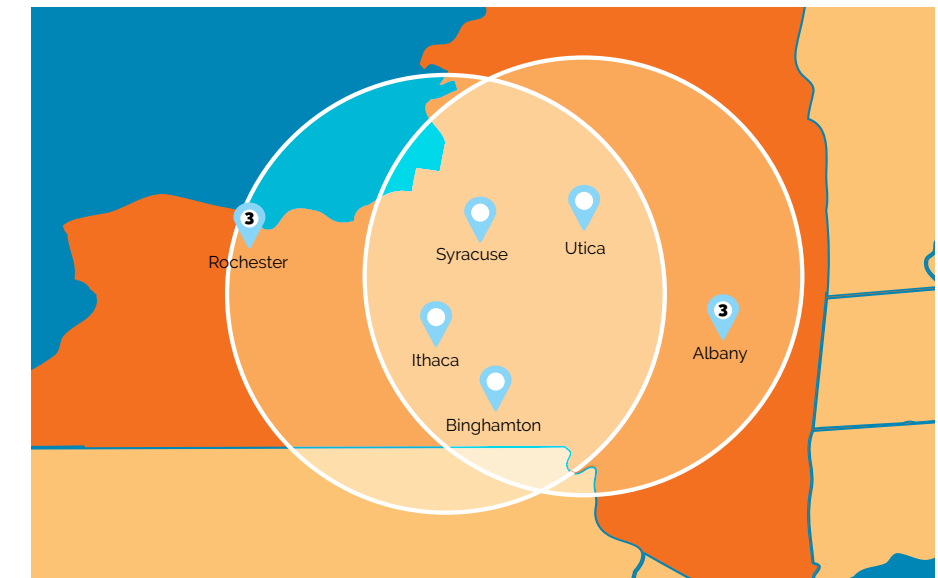 3
Rochester
Syracuse
Utica
3
Albany
Ithaca
Binghamton